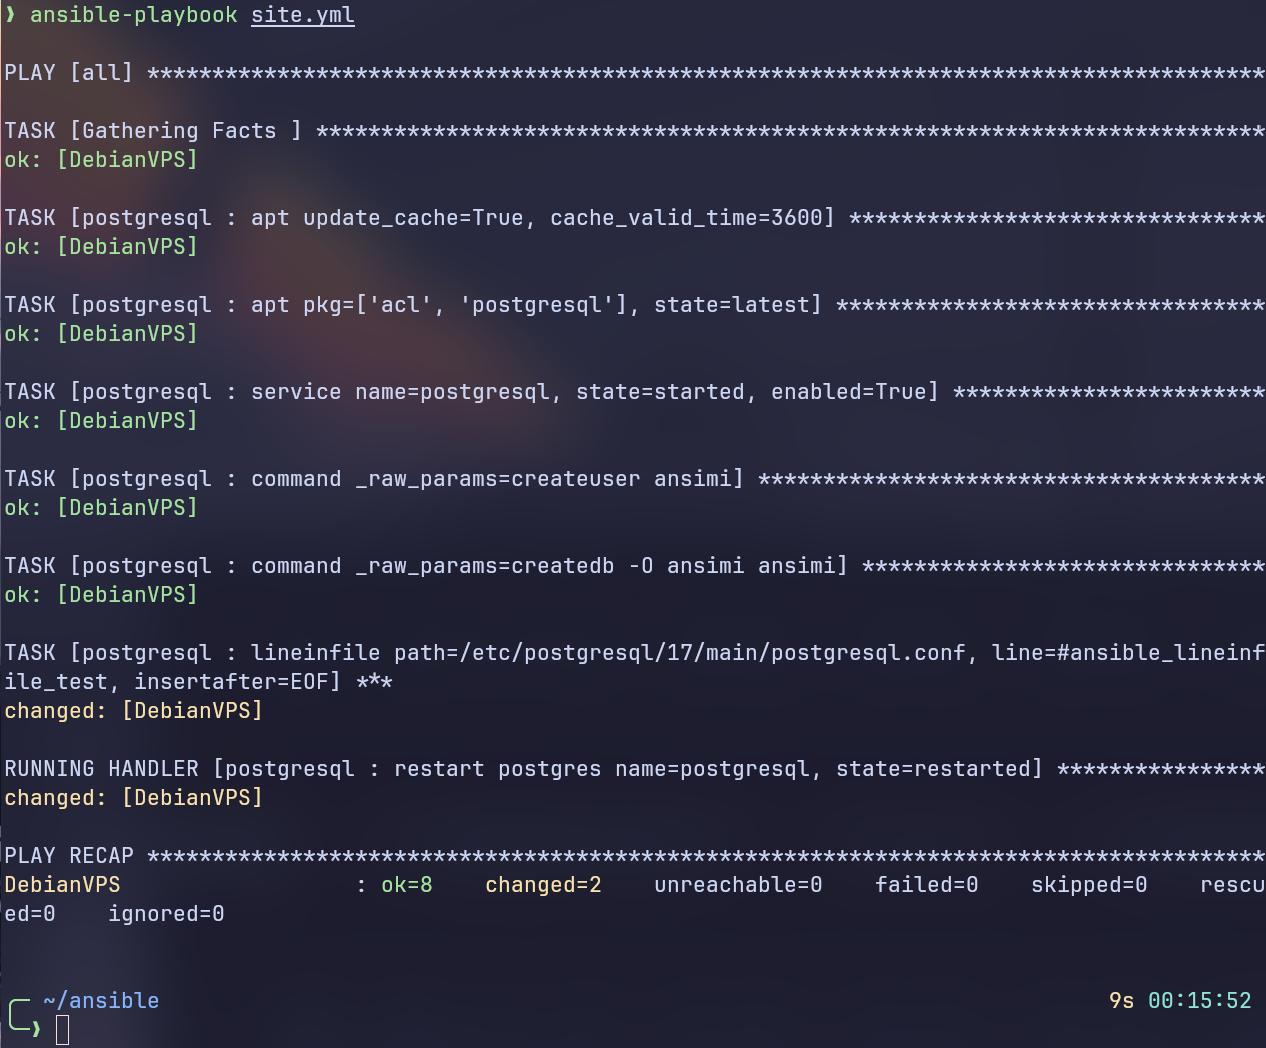 ❱ ansible-playbook site.yml
PLAY [all] **************************************************************************************
TASK [Gathering Facts ] *************************************************************************
ok: [DebianVPS]
TASK [postgresql : apt update_cache=True, cache_valid_time=3600] ********************************
ok: [DebianVPS]
TASK [postgresql : apt pkg=['acl', 'postgresql'], state=latest] *********************************
ok: [DebianVPS]
TASK [postgresql : service name=postgresql, state=started, enabled=True] ************************
ok: [DebianVPS]
TASK [postgresql : command _raw_params=createuser ansimi] ***************************************
ok: [DebianVPS]
TASK [postgresql : command _raw_params=createdb -O ansimi ansimi] *******************************
ok: [DebianVPS]
TASK [postgresql : lineinfile path=/etc/postgresql/17/main/postgresql.conf, line=#ansible_lineinf
ile_test, insertafter=EOF] ***
changed: [DebianVPS]
RUNNING HANDLER [postgresql : restart postgres name=postgresql, state=restarted] ****************
changed: [DebianVPS]
PLAY RECAP **************************************************************************************
DebianVPS                  : ok=8    changed=2    unreachable=0    failed=0    skipped=0    rescu
ed=0    ignored=0
~/ansible 9s 00:15:52
❱